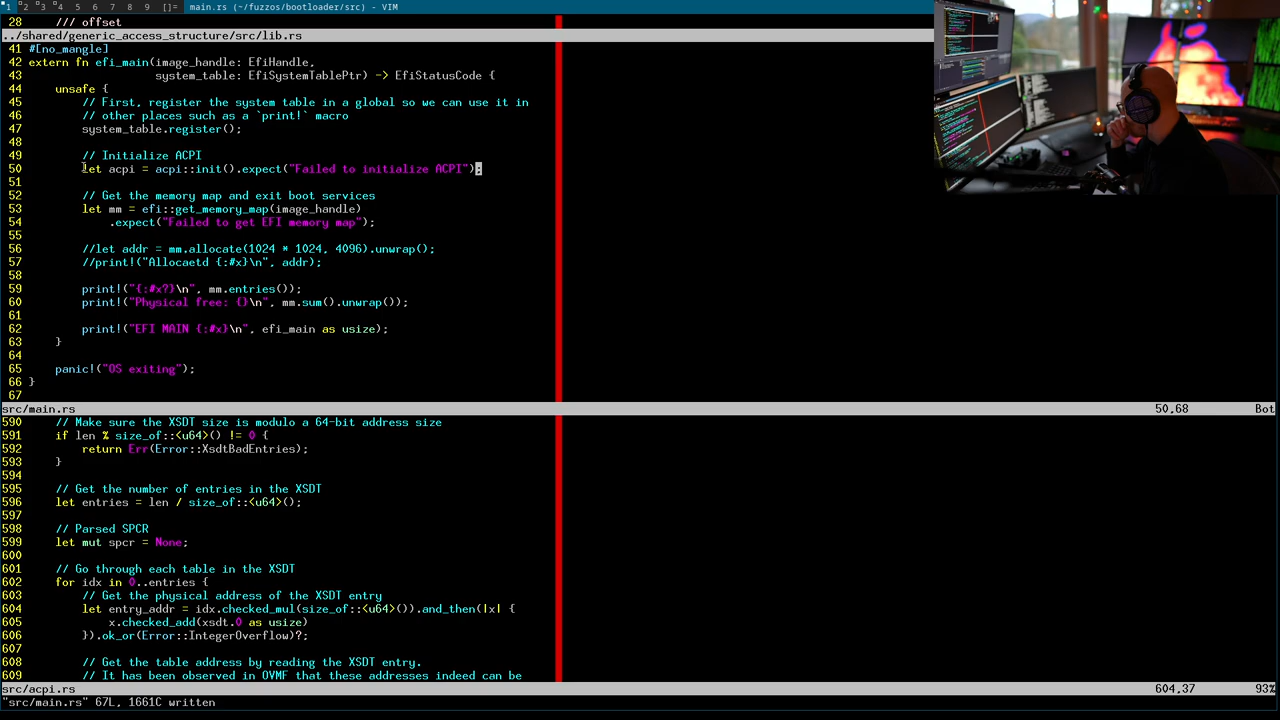 1 2 3 4 5 6 7 8 9 []= main.rs (~/fuzzos/bootloader/src) - VIM
28 /// offset
../shared/generic_access_structure/src/lib.rs
41 #[no_mangle]
42 extern fn efi_main(image_handle: EfiHandle,
43 system_table: EfiSystemTablePtr) -> EfiStatusCode {
44 unsafe {
45 // First, register the system table in a global so we can use it in
46 // other places such as a `print!` macro
47 system_table.register();
48
49 // Initialize ACPI
50 let acpi = acpi::init().expect("Failed to initialize ACPI");
51
52 // Get the memory map and exit boot services
53 let mm = efi::get_memory_map(image_handle)
54 .expect("Failed to get EFI memory map");
55
56 //let addr = mm.allocate(1024 * 1024, 4096).unwrap();
57 //print!("Allocaetd {:#x}\n", addr);
58
59 print!("{:#x?}\n", mm.entries());
60 print!("Physical free: {}\n", mm.sum().unwrap());
61
62 print!("EFI MAIN {:#x}\n", efi_main as usize);
63 }
64
65 panic!("OS exiting");
66 }
67
src/main.rs 50,68 Bot
590 // Make sure the XSDT size is modulo a 64-bit address size
591 if len % size_of::<u64>() != 0 {
592 return Err(Error::XsdtBadEntries);
593 }
594
595 // Get the number of entries in the XSDT
596 let entries = len / size_of::<u64>();
597
598 // Parsed SPCR
599 let mut spcr = None;
600
601 // Go through each table in the XSDT
602 for idx in 0..entries {
603 // Get the physical address of the XSDT entry
604 let entry_addr = idx.checked_mul(size_of::<u64>()).and_then(|x| {
605 x.checked_add(xsdt.0 as usize)
606 }).ok_or(Error::IntegerOverflow)?;
607
608 // Get the table address by reading the XSDT entry.
609 // It has been observed in OVMF that these addresses indeed can be
src/acpi.rs 604,37 93%
"src/main.rs" 67L, 1661C written